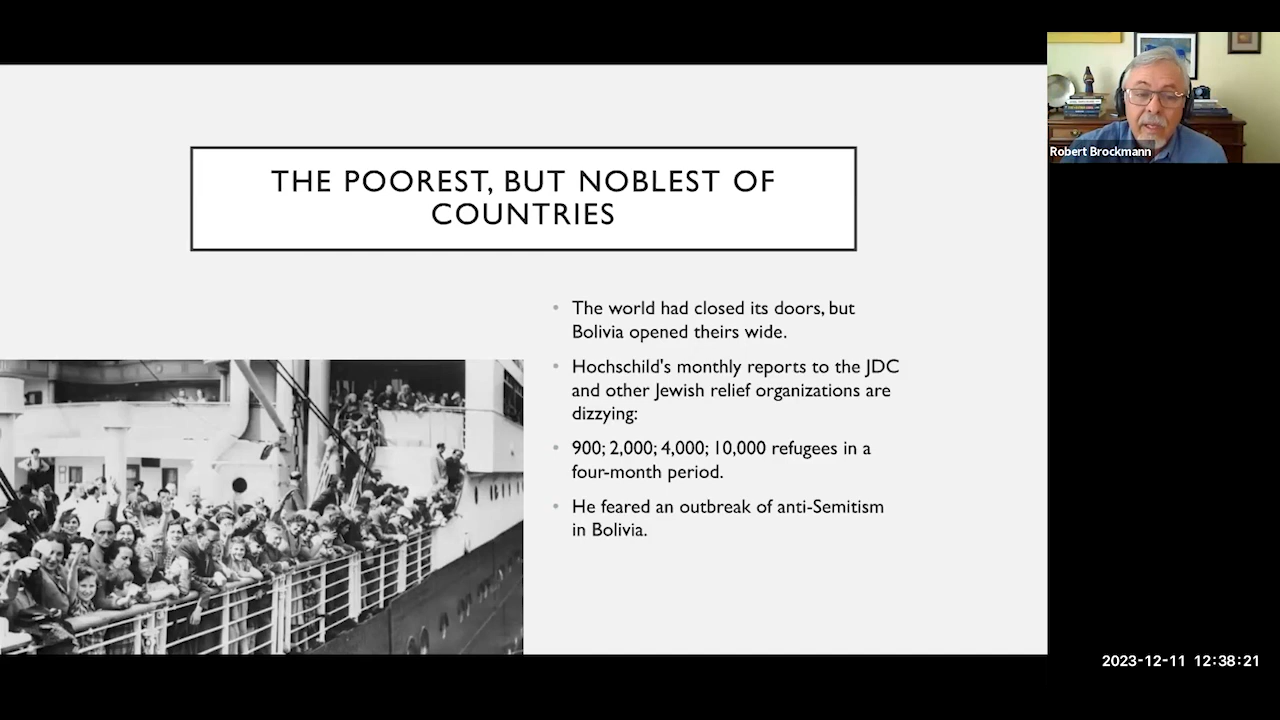 THE POOREST, BUT NOBLEST OF
COUNTRIES
• The world had closed its doors, but
Bolivia opened theirs wide.
• Hochschild's monthly reports to the JDC
and other Jewish relief organizations are
dizzying:
• 900; 2,000; 4,000; 10,000 refugees in a
four-month period.
• He feared an outbreak of anti-Semitism
in Bolivia.
Robert Brockmann
2023-12-11 12:38:21